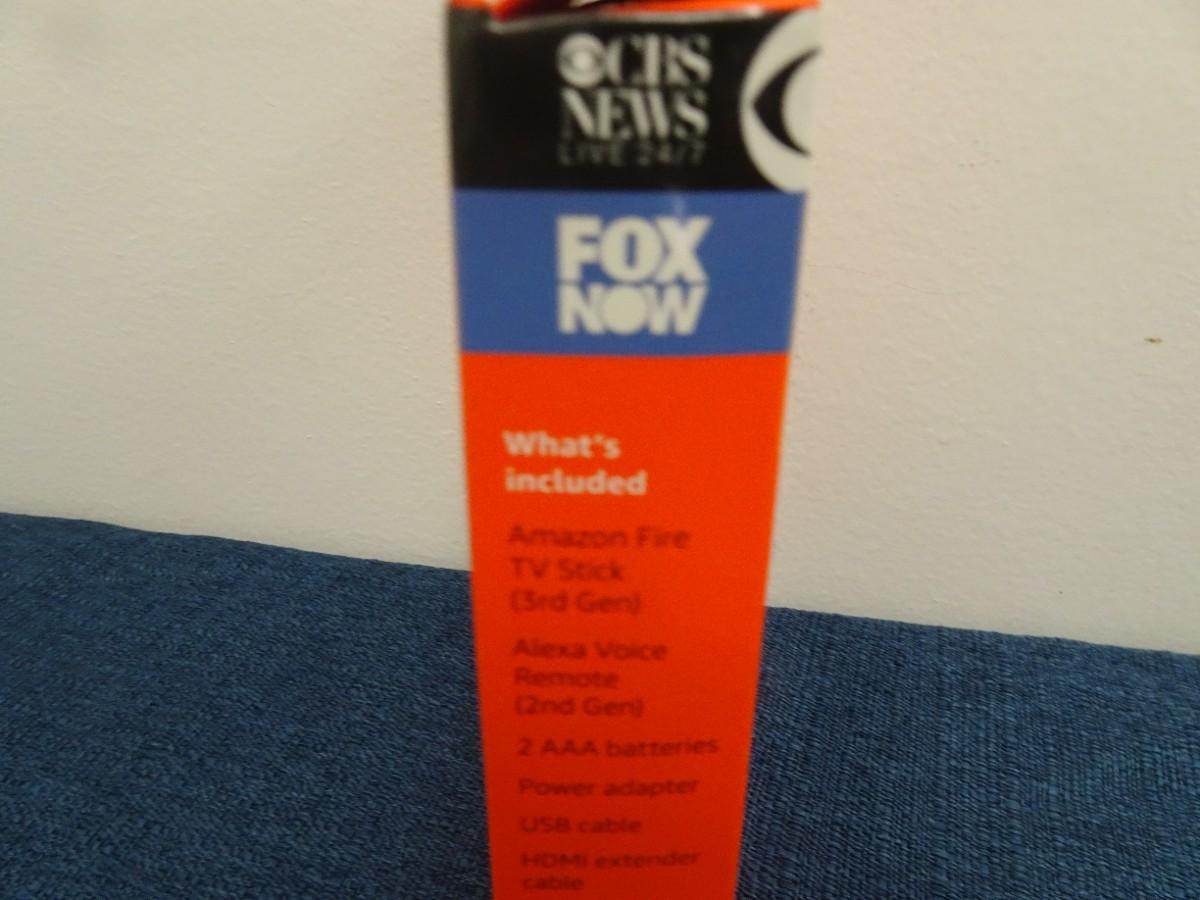 CBS
NEWS
LIVE 24/7
FOX
NOW
What's
included
Amazon Fire
TV Stick
(3rd Gen)
Alexa Voice
Remote
(2nd Gen)
2 AAA batteries
Power adapter
USB cable
HDMI extender
cable